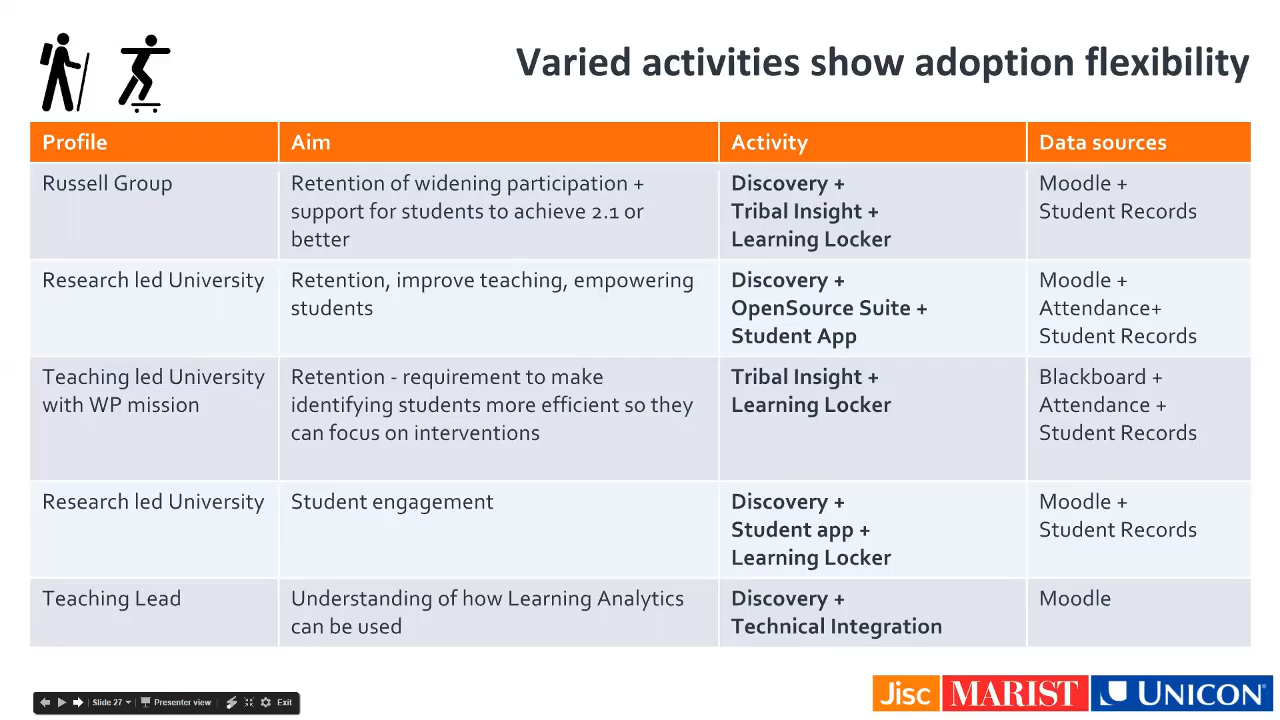 Varied activities show adoption flexibility
Profile
Aim
Activity
Data sources
Russell Group
Retention of widening participation +
support for students to achieve 2.1 or
better
Discovery +
Tribal Insight +
Learning Locker
Moodle +
Student Records
Research led University
Retention, improve teaching, empowering
students
Discovery +
OpenSource Suite +
Student App
Moodle +
Attendance+
Student Records
Teaching led University
with WP mission
Retention - requirement to make
identifying students more efficient so they
can focus on interventions
Tribal Insight +
Learning Locker
Blackboard +
Attendance +
Student Records
Research led University
Student engagement
Discovery +
Student app +
Learning Locker
Moodle +
Student Records
Teaching Lead
Understanding of how Learning Analytics
can be used
Discovery +
Technical Integration
Moodle
Slide 27
Presenter view
Exit
Jisc
MARIST
UNICON®